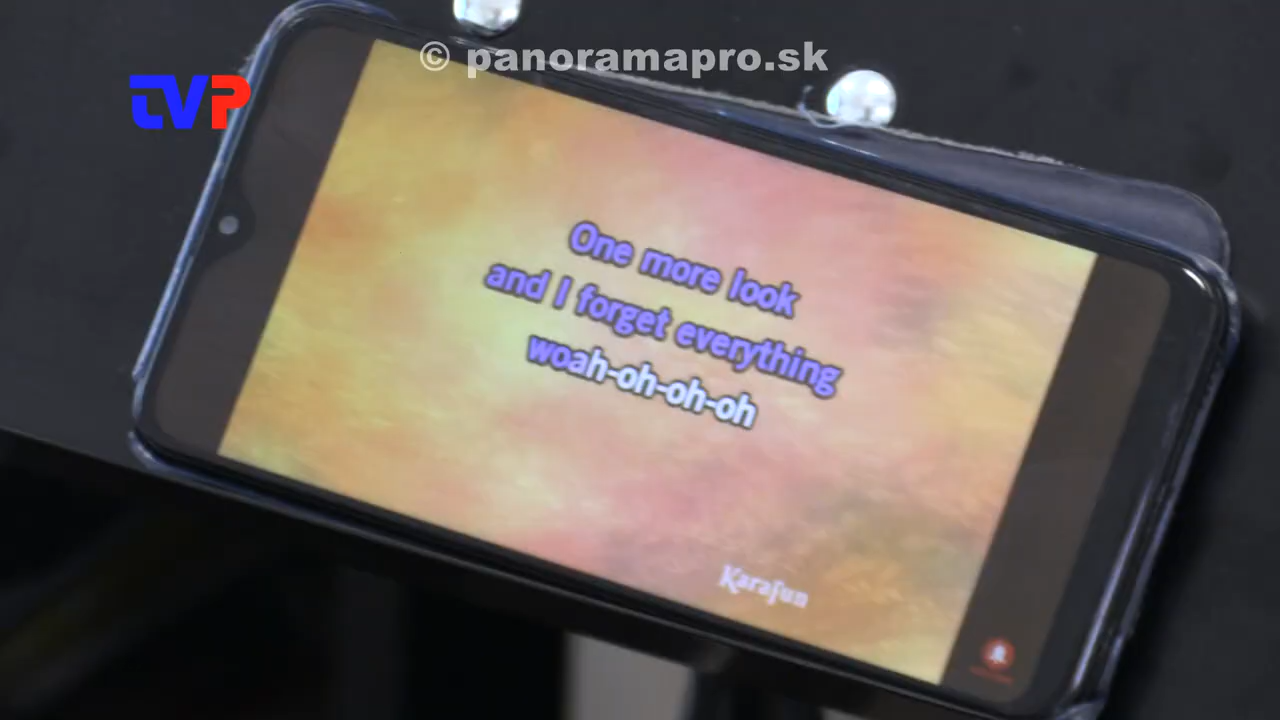 © panoramapro.sk
TVP
One more look
and I forget everything
woah-oh-oh-oh
KaraFun